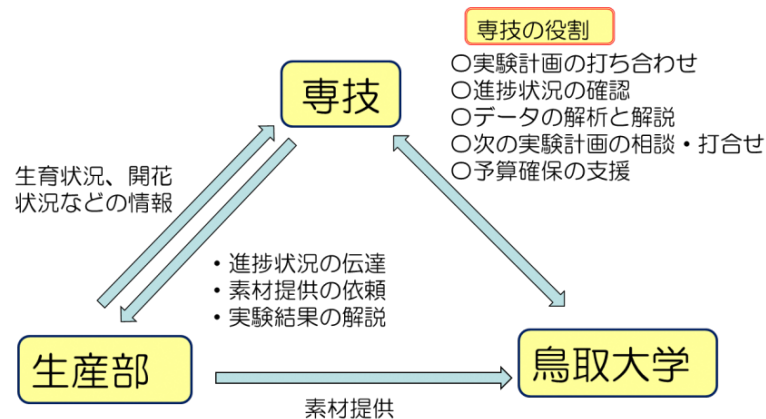 専技の役割
○実験計画の打ち合わせ
○進捗状況の確認
○データの解析と解説
○次の実験計画の相談・打合せ
○予算確保の支援
専技
生育状況、開花
状況などの情報
・進捗状況の伝達
・素材提供の依頼
・実験結果の解説
生産部
鳥取大学
素材提供